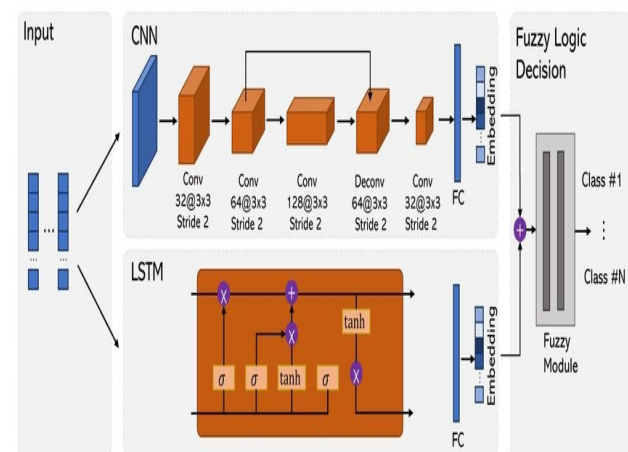 Input
CNN
Fuzzy Logic
Decision
Conv
32@3x3
Stride 2
Conv
64@3x3
Stride 2
Conv
128@3x3
Stride 2
Deconv
64@3x3
Stride 2
Conv
32@3x3
Stride 2
FC
Embedding
Class #1
Class #N
Fuzzy
Module
LSTM
x
+
x
tanh
σ
σ
tanh
σ
x
FC
Embedding
+